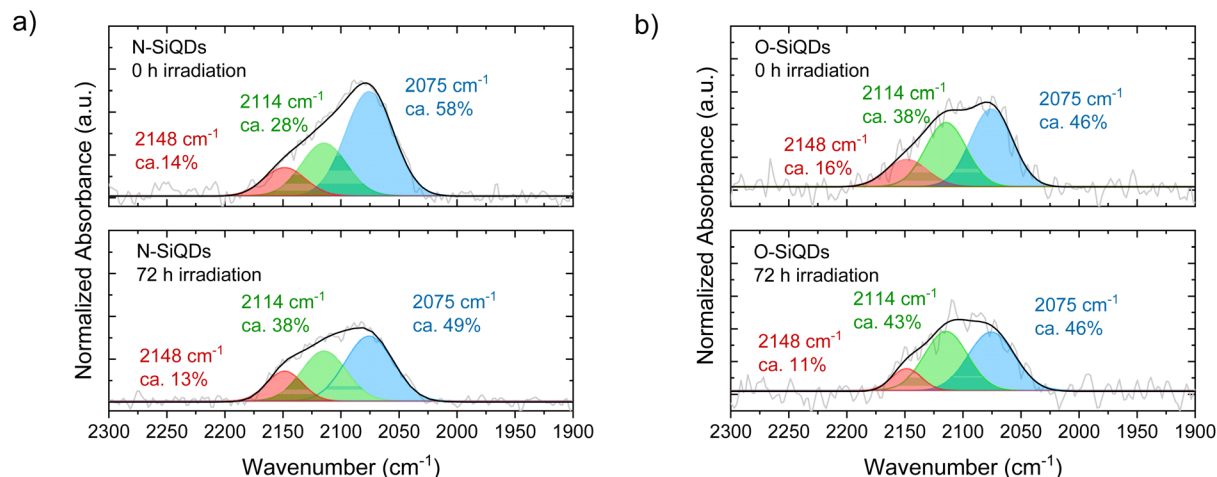 a)
N-SiQDs
0 h irradiation
2148 cm⁻¹
ca.14%
2114 cm⁻¹
ca. 28%
2075 cm⁻¹
ca. 58%
N-SiQDs
72 h irradiation
2148 cm⁻¹
ca. 13%
2114 cm⁻¹
ca. 38%
2075 cm⁻¹
ca. 49%
Normalized Absorbance (a.u.)
2300 2250 2200 2150 2100 2050 2000 1950 1900
Wavenumber (cm⁻¹)
b)
O-SiQDs
0 h irradiation
2148 cm⁻¹
ca. 16%
2114 cm⁻¹
ca. 38%
2075 cm⁻¹
ca. 46%
O-SiQDs
72 h irradiation
2148 cm⁻¹
ca. 11%
2114 cm⁻¹
ca. 43%
2075 cm⁻¹
ca. 46%
Normalized Absorbance (a.u.)
2300 2250 2200 2150 2100 2050 2000 1950 1900
Wavenumber (cm⁻¹)